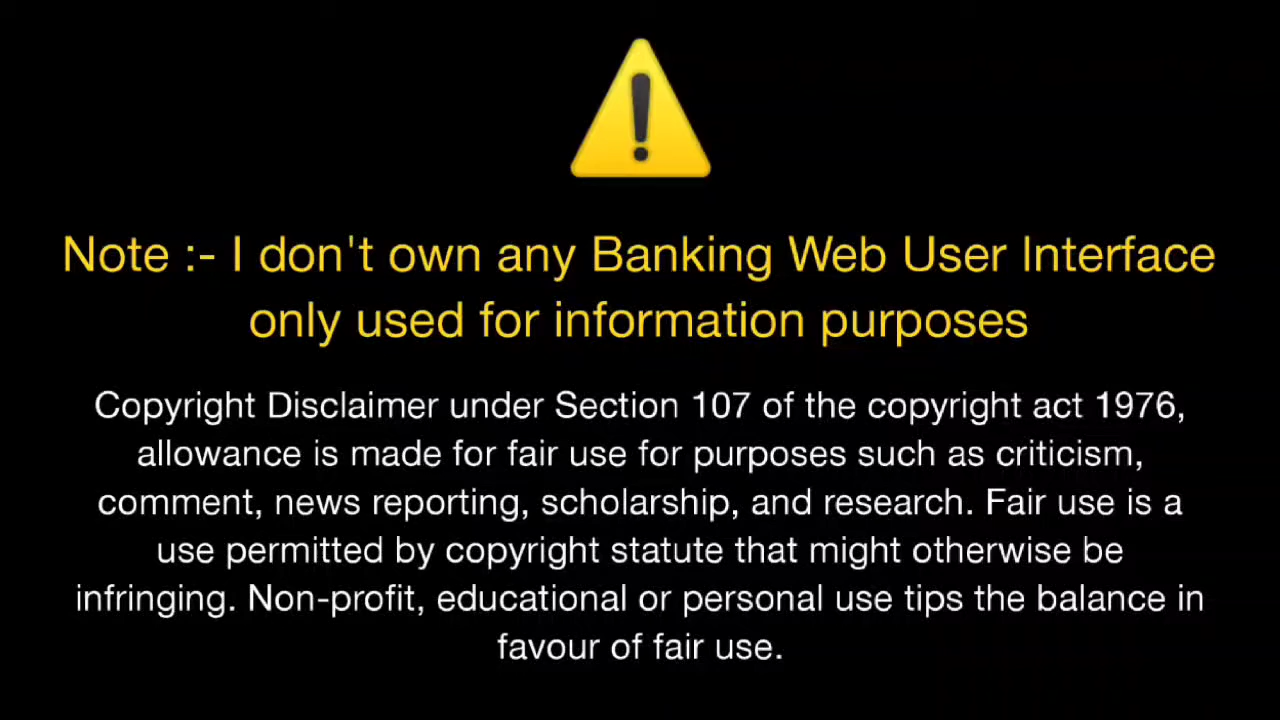 Note :- I don't own any Banking Web User Interface
only used for information purposes
Copyright Disclaimer under Section 107 of the copyright act 1976,
allowance is made for fair use for purposes such as criticism,
comment, news reporting, scholarship, and research. Fair use is a
use permitted by copyright statute that might otherwise be
infringing. Non-profit, educational or personal use tips the balance in
favour of fair use.